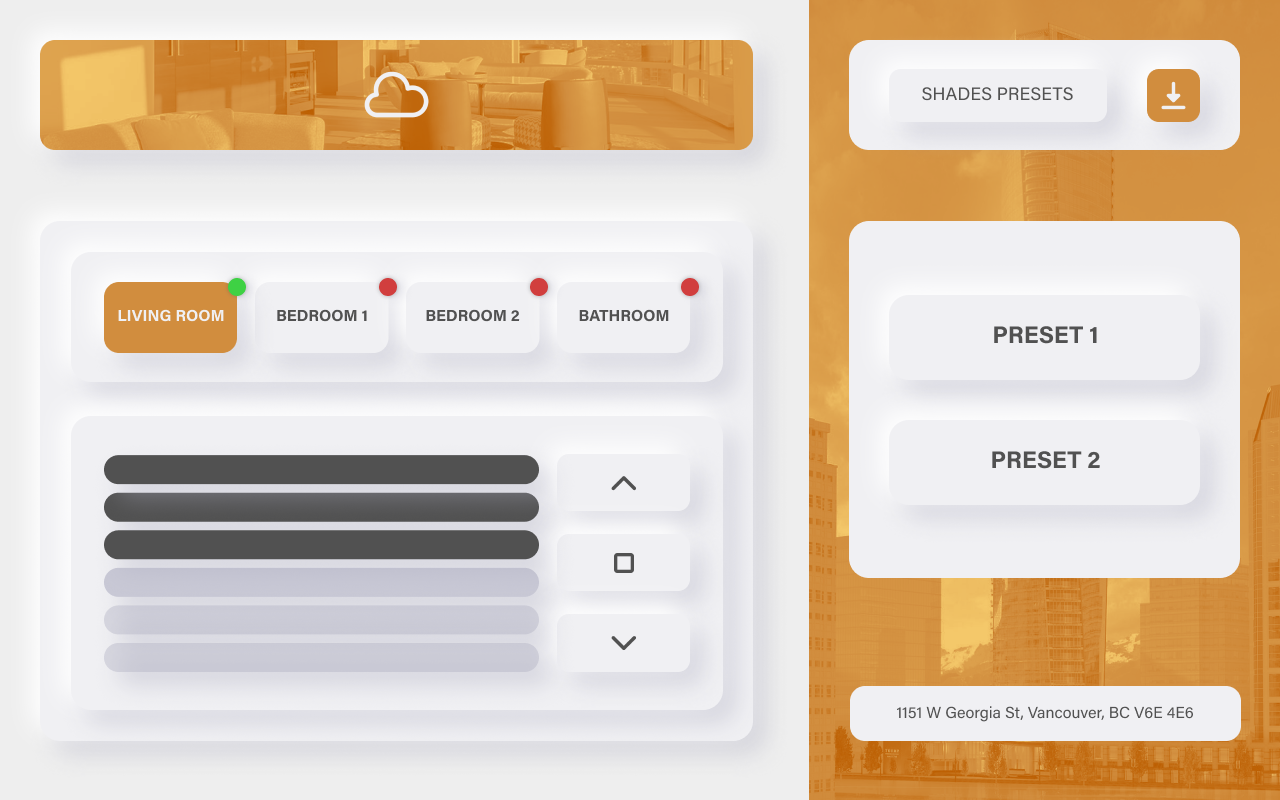 SHADES PRESETS
LIVING ROOM
BEDROOM 1
BEDROOM 2
BATHROOM
PRESET 1
PRESET 2
1151 W Georgia St, Vancouver, BC V6E 4E6